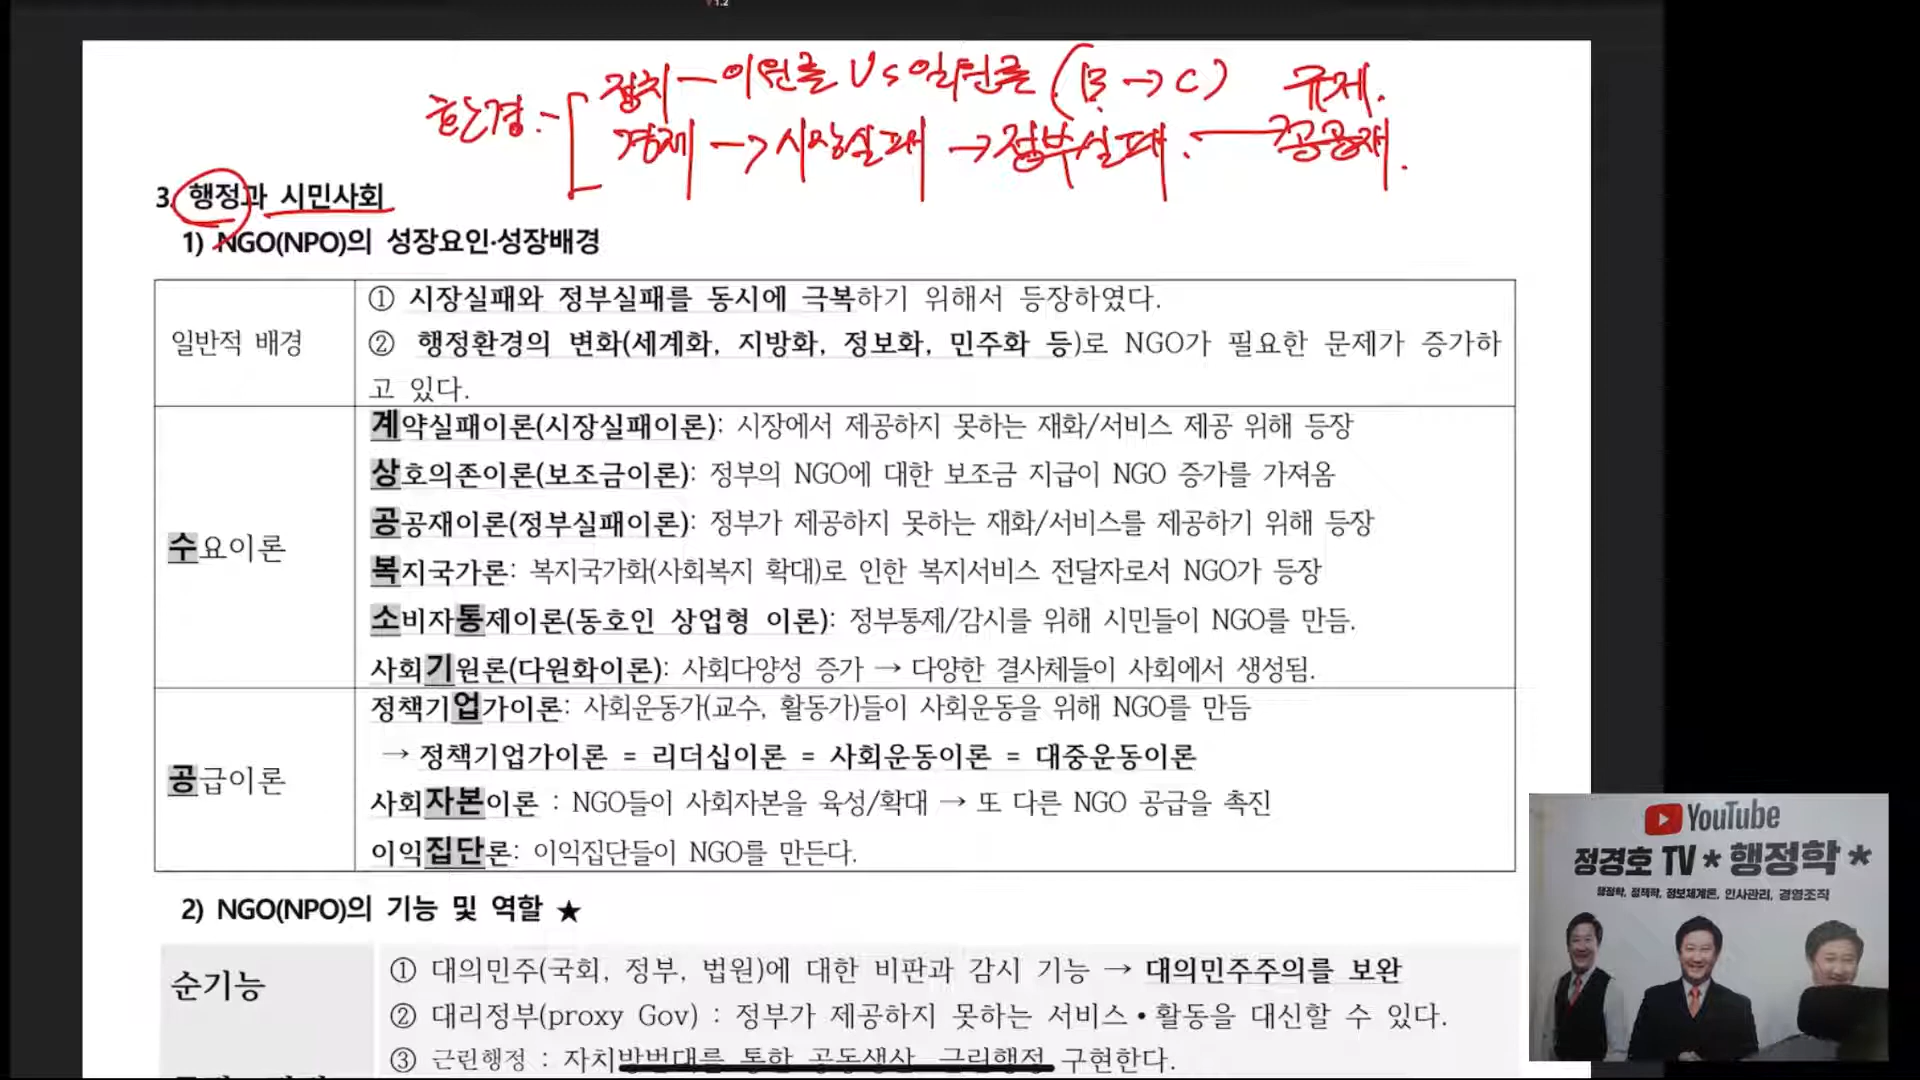 v1.2
정치 – 이원론 Vs 일원론 (B → C) 규제.
환경 –
경제 → 시장실패 → 정부실패. – 공공재.
3. 행정과 시민사회
1) NGO(NPO)의 성장요인·성장배경
일반적 배경
① 시장실패와 정부실패를 동시에 극복하기 위해서 등장하였다.
② 행정환경의 변화(세계화, 지방화, 정보화, 민주화 등)로 NGO가 필요한 문제가 증가하
고 있다.
수요이론
계약실패이론(시장실패이론): 시장에서 제공하지 못하는 재화/서비스 제공 위해 등장
상호의존이론(보조금이론): 정부의 NGO에 대한 보조금 지급이 NGO 증가를 가져옴
공공재이론(정부실패이론): 정부가 제공하지 못하는 재화/서비스를 제공하기 위해 등장
복지국가론: 복지국가화(사회복지 확대)로 인한 복지서비스 전달자로서 NGO가 등장
소비자통제이론(동호인 상업형 이론): 정부통제/감시를 위해 시민들이 NGO를 만듬.
사회기원론(다원화이론): 사회다양성 증가 → 다양한 결사체들이 사회에서 생성됨.
공급이론
정책기업가이론: 사회운동가(교수, 활동가)들이 사회운동을 위해 NGO를 만듬
→ 정책기업가이론 = 리더십이론 = 사회운동이론 = 대중운동이론
사회자본이론 : NGO들이 사회자본을 육성/확대 → 또 다른 NGO 공급을 촉진
이익집단론: 이익집단들이 NGO를 만든다.
2) NGO(NPO)의 기능 및 역할 ★
순기능
① 대의민주(국회, 정부, 법원)에 대한 비판과 감시 기능 → 대의민주주의를 보완
② 대리정부(proxy Gov) : 정부가 제공하지 못하는 서비스•활동을 대신할 수 있다.
③ 근린행정 : 자치방범대를 통한 공동생산, 근린행정 구현한다.
YouTube
정경호 TV * 행정학 *
행정학, 정책학, 정보체계론, 인사관리, 경영조직